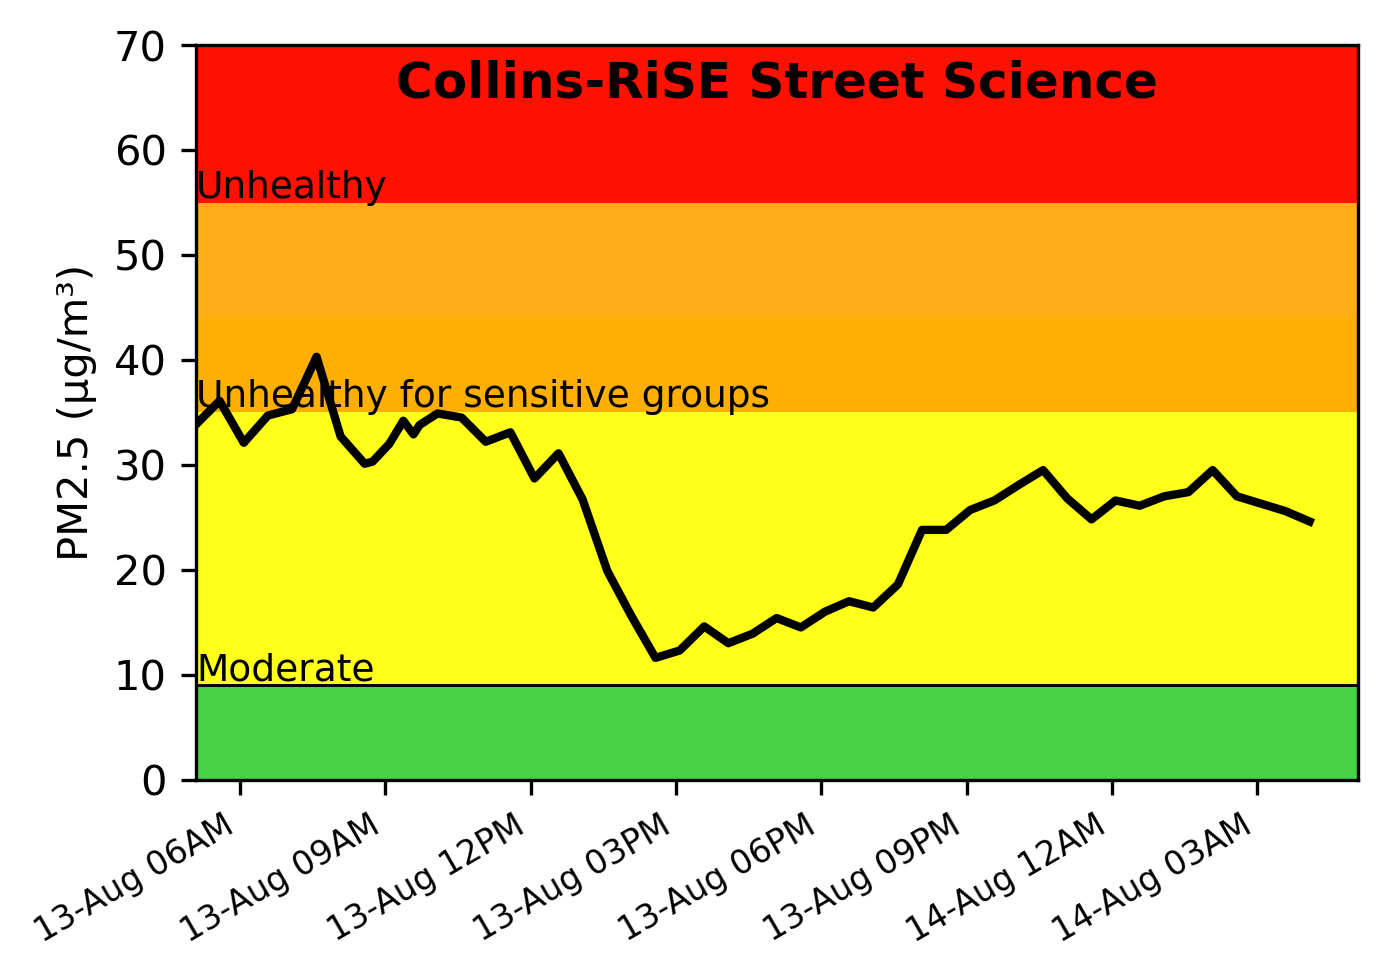 Collins-RiSE Street Science
PM2.5 (µg/m³)
70
60
50
40
30
20
10
0
Unhealthy
Unhealthy for sensitive groups
Moderate
13-Aug 06AM
13-Aug 09AM
13-Aug 12PM
13-Aug 03PM
13-Aug 06PM
13-Aug 09PM
14-Aug 12AM
14-Aug 03AM